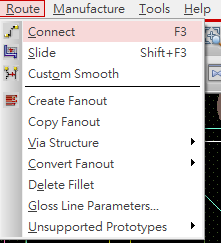 Route Manufacture Tools Help
Connect F3
Slide Shift+F3
Custom Smooth
Create Fanout
Copy Fanout
Via Structure
Convert Fanout
Delete Fillet
Gloss Line Parameters...
Unsupported Prototypes